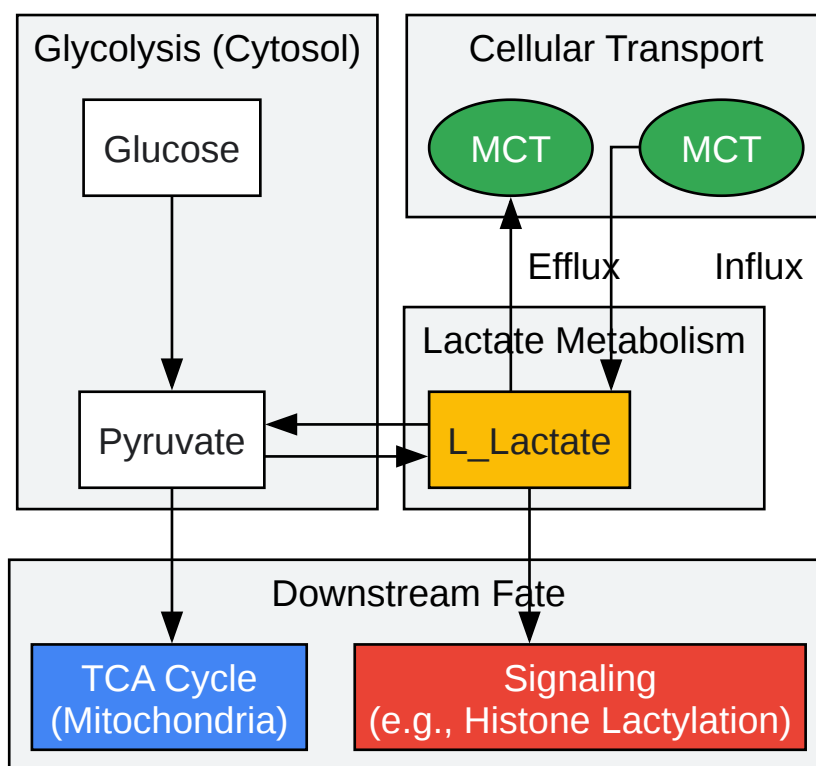 Glycolysis (Cytosol)
Cellular Transport
Glucose
MCT
MCT
Efflux
Influx
Lactate Metabolism
Pyruvate
L_Lactate
Downstream Fate
TCA Cycle
(Mitochondria)
Signaling
(e.g., Histone Lactylation)